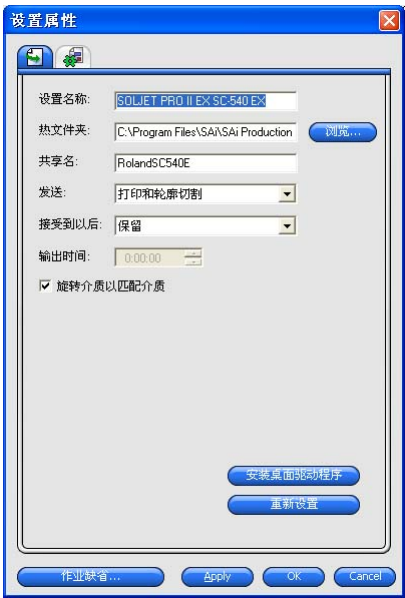 设置属性
设置名称: SOLJET PRO II EX SC-540 EX
热文件夹: C:\Program Files\SAi\SAi Production 浏览...
共享名: RolandSC540E
发送: 打印和轮廓切割
接受到以后: 保留
输出时间: 0:00:00
旋转介质以匹配介质
安装桌面驱动程序
重新设置
作业缺省... Apply OK Cancel